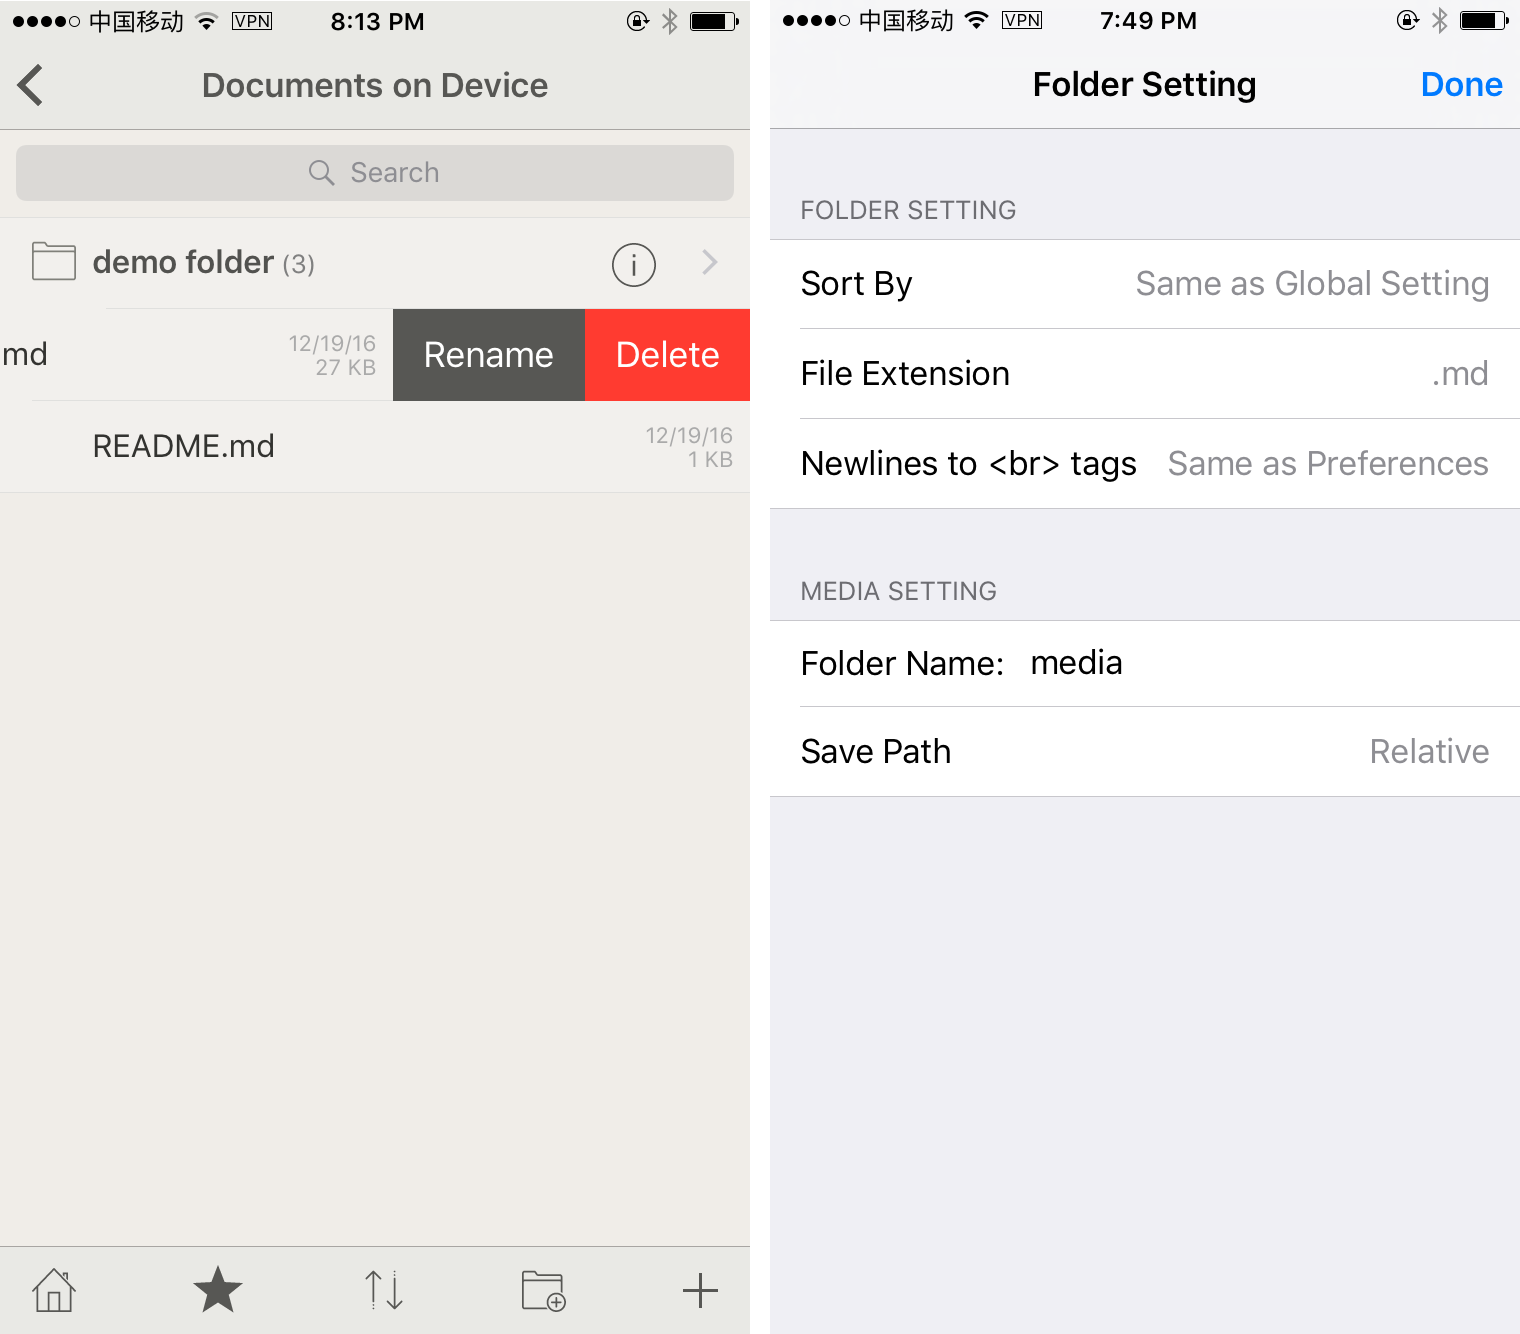 中国移动 VPN 8:13 PM
Documents on Device
Search
demo folder (3)
md
12/19/16
27 KB
Rename
Delete
README.md
12/19/16
1 KB
中国移动 VPN 7:49 PM
Folder Setting
Done
FOLDER SETTING
Sort By Same as Global Setting
File Extension .md
Newlines to <br> tags Same as Preferences
MEDIA SETTING
Folder Name: media
Save Path Relative